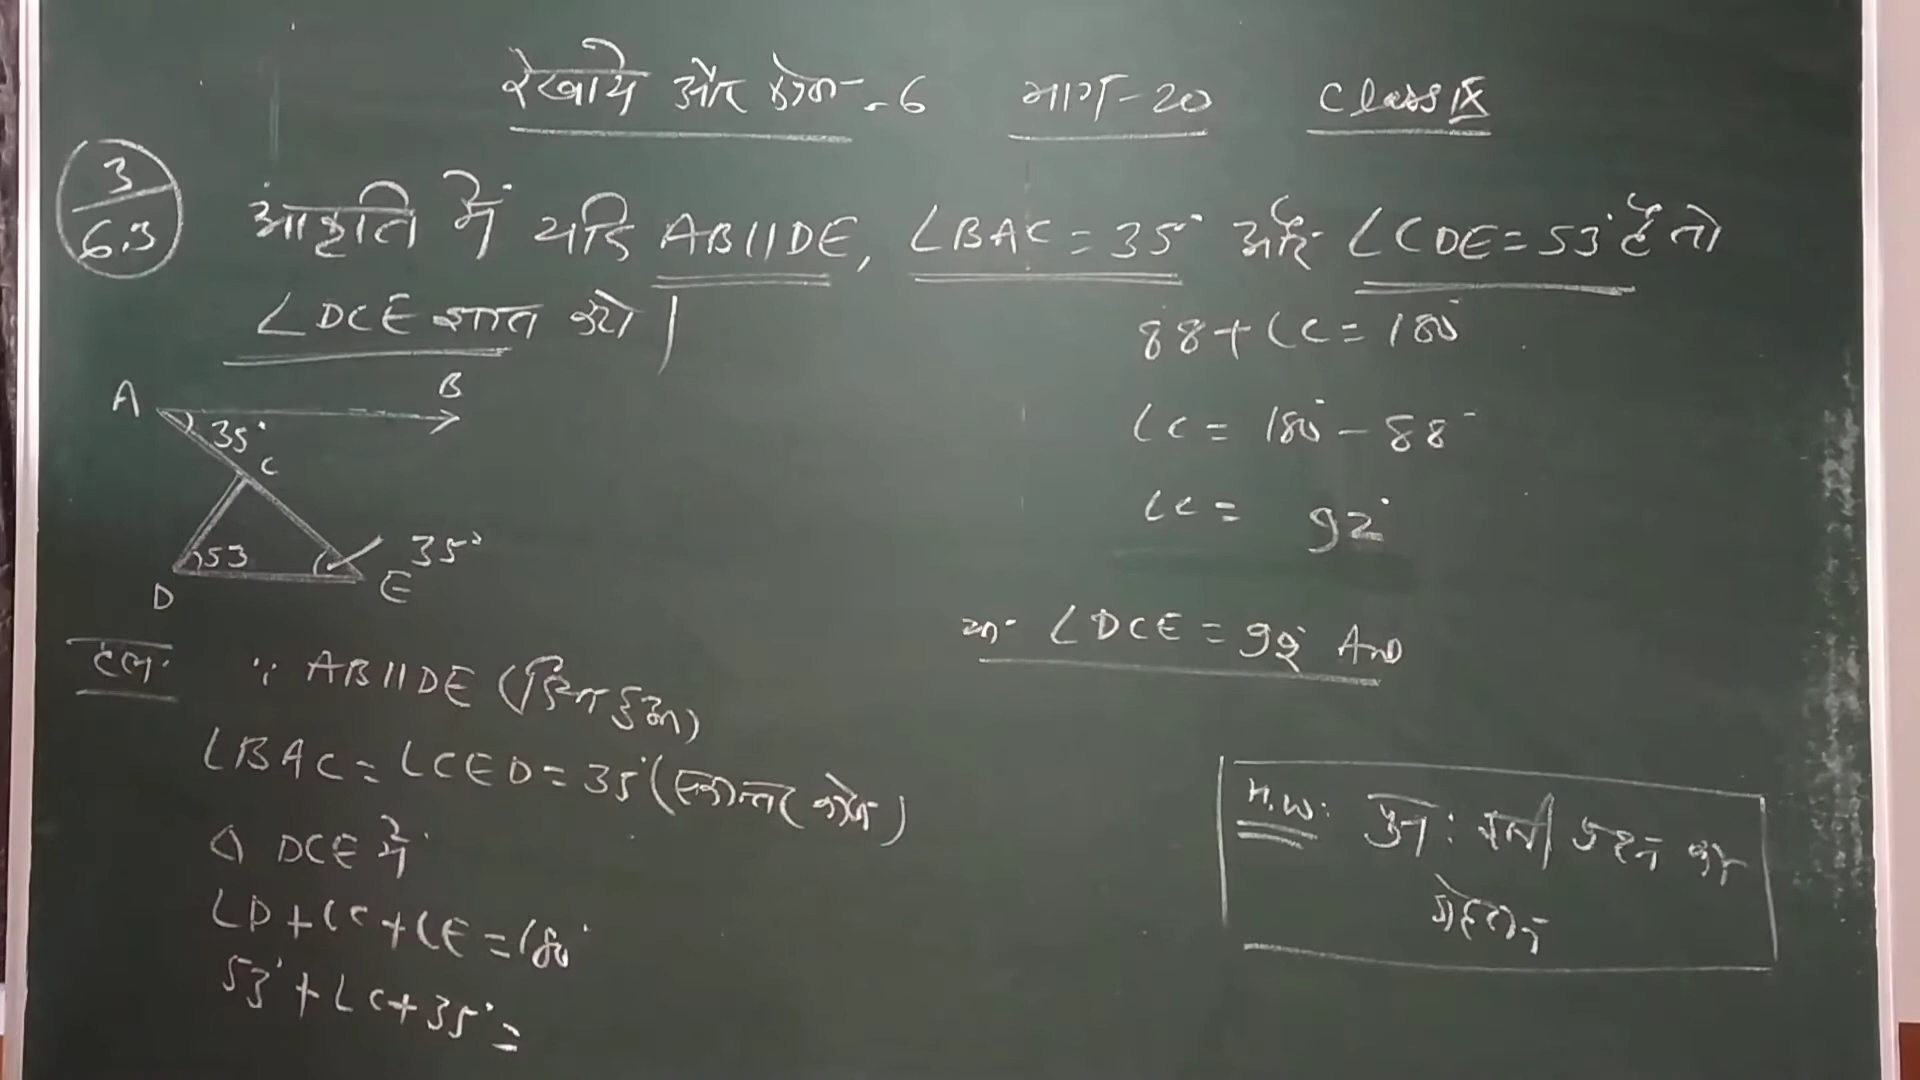 रेखाये और कोण-6 भाग-20 Class IX
3/6.3
आकृति में यदि AB||DE, ∠BAC=35° और ∠CDE=53° है तो
∠DCE ज्ञात करो।
A B
35°
C
53
35°
D E
हल
∵ AB||DE (दिया हुआ)
∠BAC=∠CED=35° (एकान्तर कोण)
△ DCE में
∠D+∠C+∠E=180°
53°+∠C+35°=
88+∠C=180°
∠C=180°-88°
∠C= 92°
∠DCE=92°
H.W: